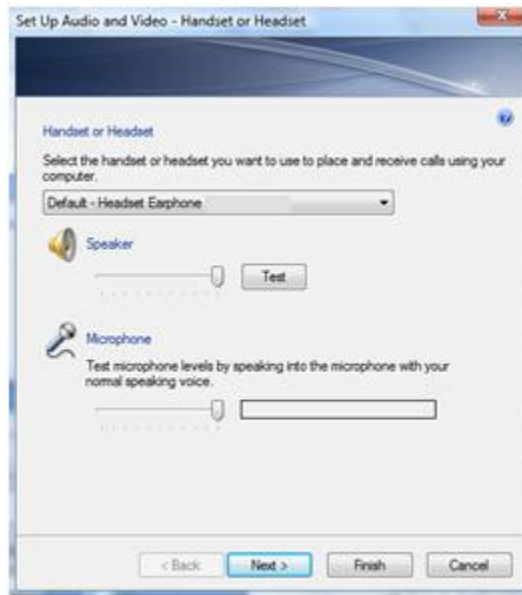 Set Up Audio and Video - Handset or Headset
Handset or Headset
Select the handset or headset you want to use to place and receive calls using your
computer.
Default - Headset Earphone
Speaker
Test
Microphone
Test microphone levels by speaking into the microphone with your
normal speaking voice.
< Back Next > Finish Cancel